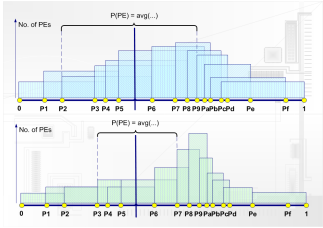 P(PE) = avg(...)
No. of PEs
0 P1 P2 P3 P4 P5 P6 P7 P8 P9 Pa Pb Pc Pd Pe Pf 1
P(PE) = avg(...)
No. of PEs
0 P1 P2 P3 P4 P5 P6 P7 P8 P9 Pa Pb Pc Pd Pe Pf 1